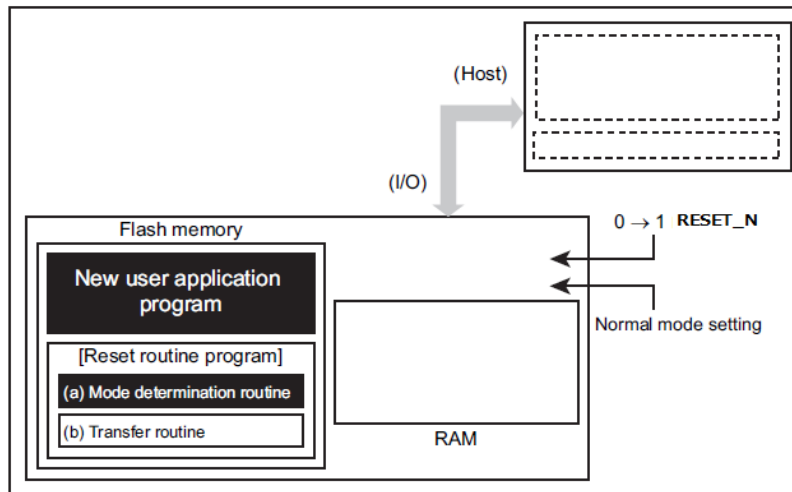 (Host)
(I/O)
Flash memory
0 → 1 RESET_N
New user application
program
Normal mode setting
[Reset routine program]
(a) Mode determination routine
(b) Transfer routine
RAM